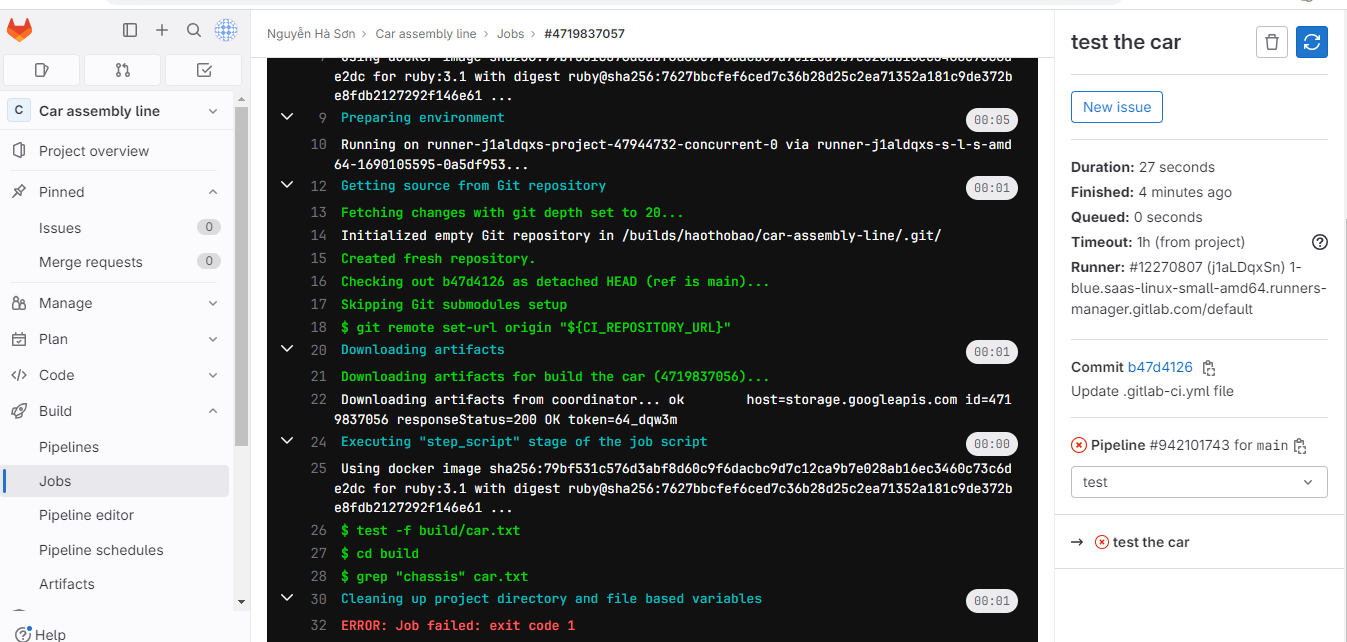 Nguyễn Hà Sơn › Car assembly line › Jobs › #4719837057
C Car assembly line
Project overview
Pinned
Issues 0
Merge requests 0
Manage
Plan
Code
Build
Pipelines
Jobs
Pipeline editor
Pipeline schedules
Artifacts
Help
e2dc for ruby:3.1 with digest ruby@sha256:7627bbcfef6ced7c36b28d25c2ea71352a181c9de372b
e8fdb2127292f146e61 ...
9 Preparing environment 00:05
10 Running on runner-j1aldqxs-project-47944732-concurrent-0 via runner-j1aldqxs-s-l-s-amd
64-1690105595-0a5df953...
12 Getting source from Git repository 00:01
13 Fetching changes with git depth set to 20...
14 Initialized empty Git repository in /builds/haothobao/car-assembly-line/.git/
15 Created fresh repository.
16 Checking out b47d4126 as detached HEAD (ref is main)...
17 Skipping Git submodules setup
18 $ git remote set-url origin "${CI_REPOSITORY_URL}"
20 Downloading artifacts 00:01
21 Downloading artifacts for build the car (4719837056)...
22 Downloading artifacts from coordinator... ok host=storage.googleapis.com id=471
9837056 responseStatus=200 OK token=64_dqw3m
24 Executing "step_script" stage of the job script 00:00
25 Using docker image sha256:79bf531c576d3abf8d60c9f6dacbc9d7c12ca9b7e028ab16ec3460c73c6d
e2dc for ruby:3.1 with digest ruby@sha256:7627bbcfef6ced7c36b28d25c2ea71352a181c9de372b
e8fdb2127292f146e61 ...
26 $ test -f build/car.txt
27 $ cd build
28 $ grep "chassis" car.txt
30 Cleaning up project directory and file based variables 00:01
32 ERROR: Job failed: exit code 1
test the car
New issue
Duration: 27 seconds
Finished: 4 minutes ago
Queued: 0 seconds
Timeout: 1h (from project)
Runner: #12270807 (j1aLDqxSn) 1-
blue.saas-linux-small-amd64.runners-
manager.gitlab.com/default
Commit b47d4126
Update .gitlab-ci.yml file
Pipeline #942101743 for main
test
→ test the car